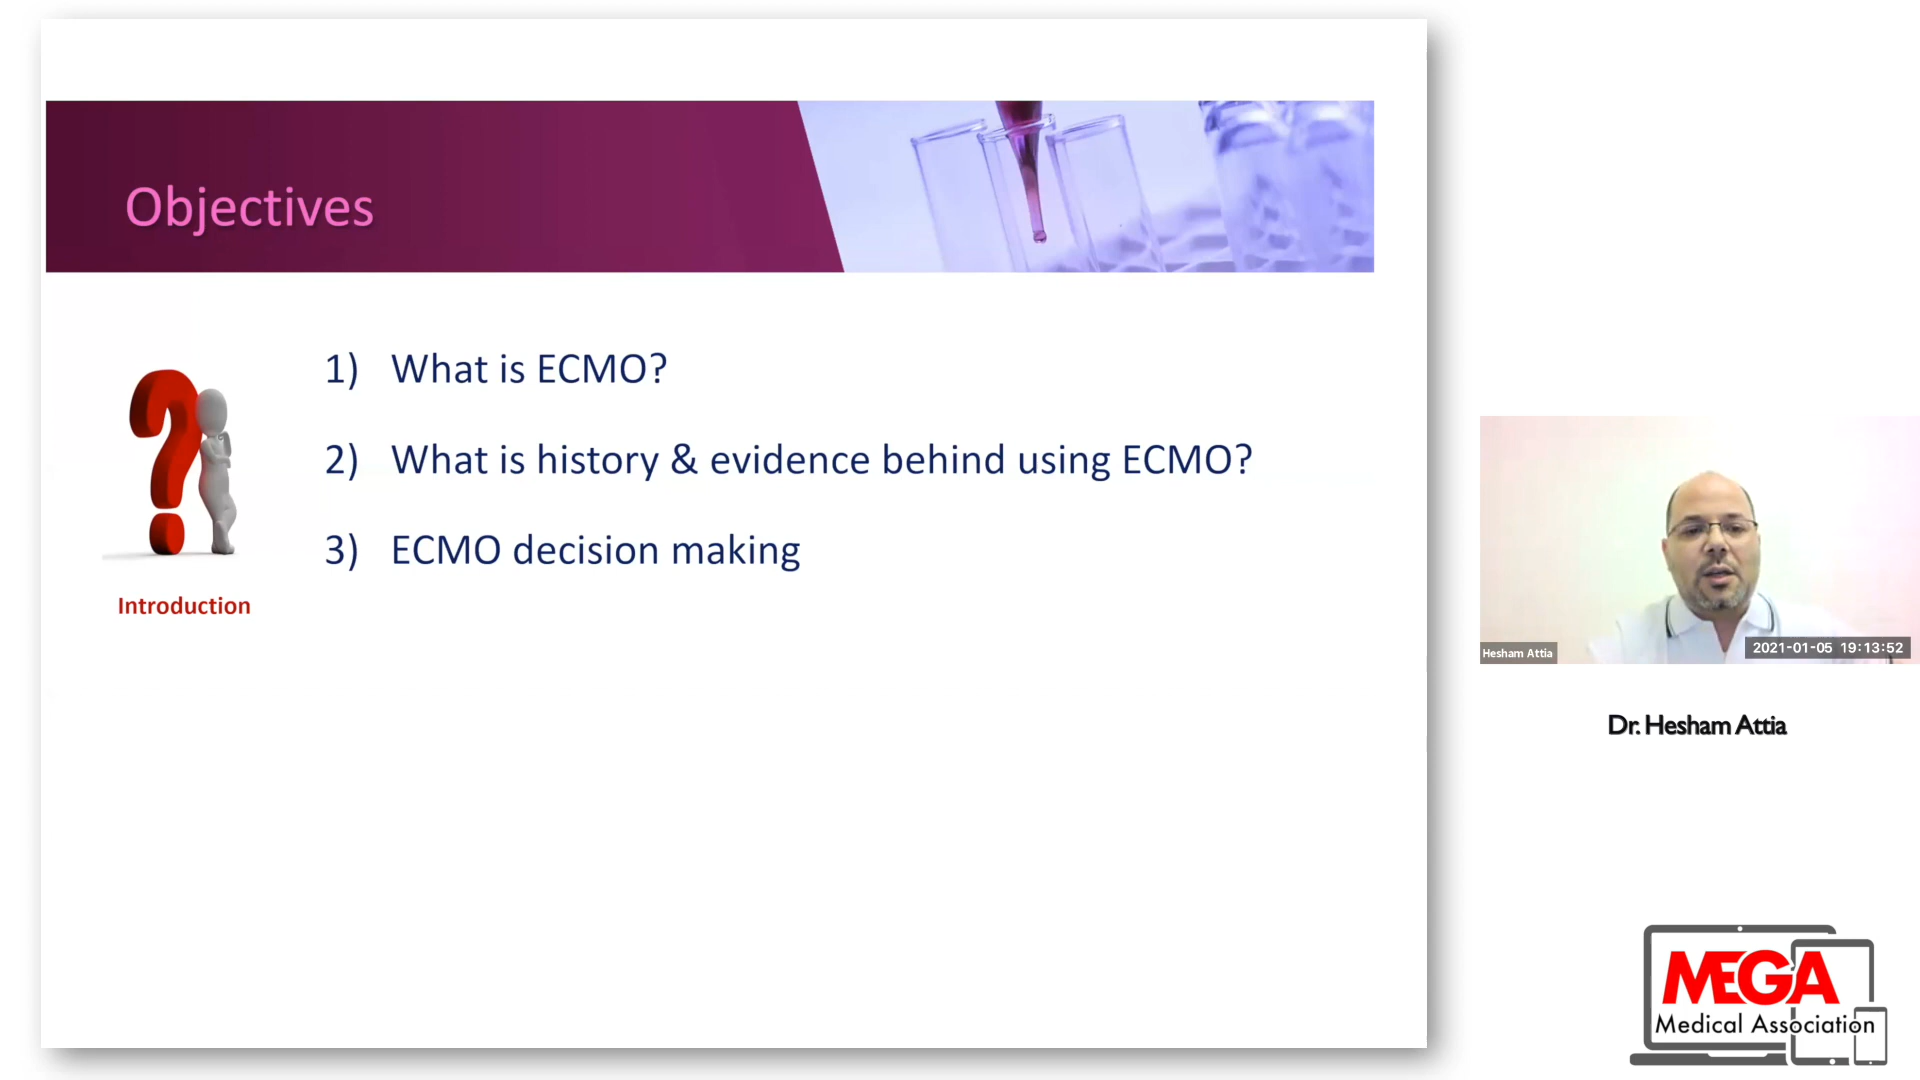 Objectives
1) What is ECMO?
2) What is history & evidence behind using ECMO?
3) ECMO decision making
Introduction
Hesham Attia
2021-01-05 19:13:52
Dr. Hesham Attia
MEGA
Medical Association